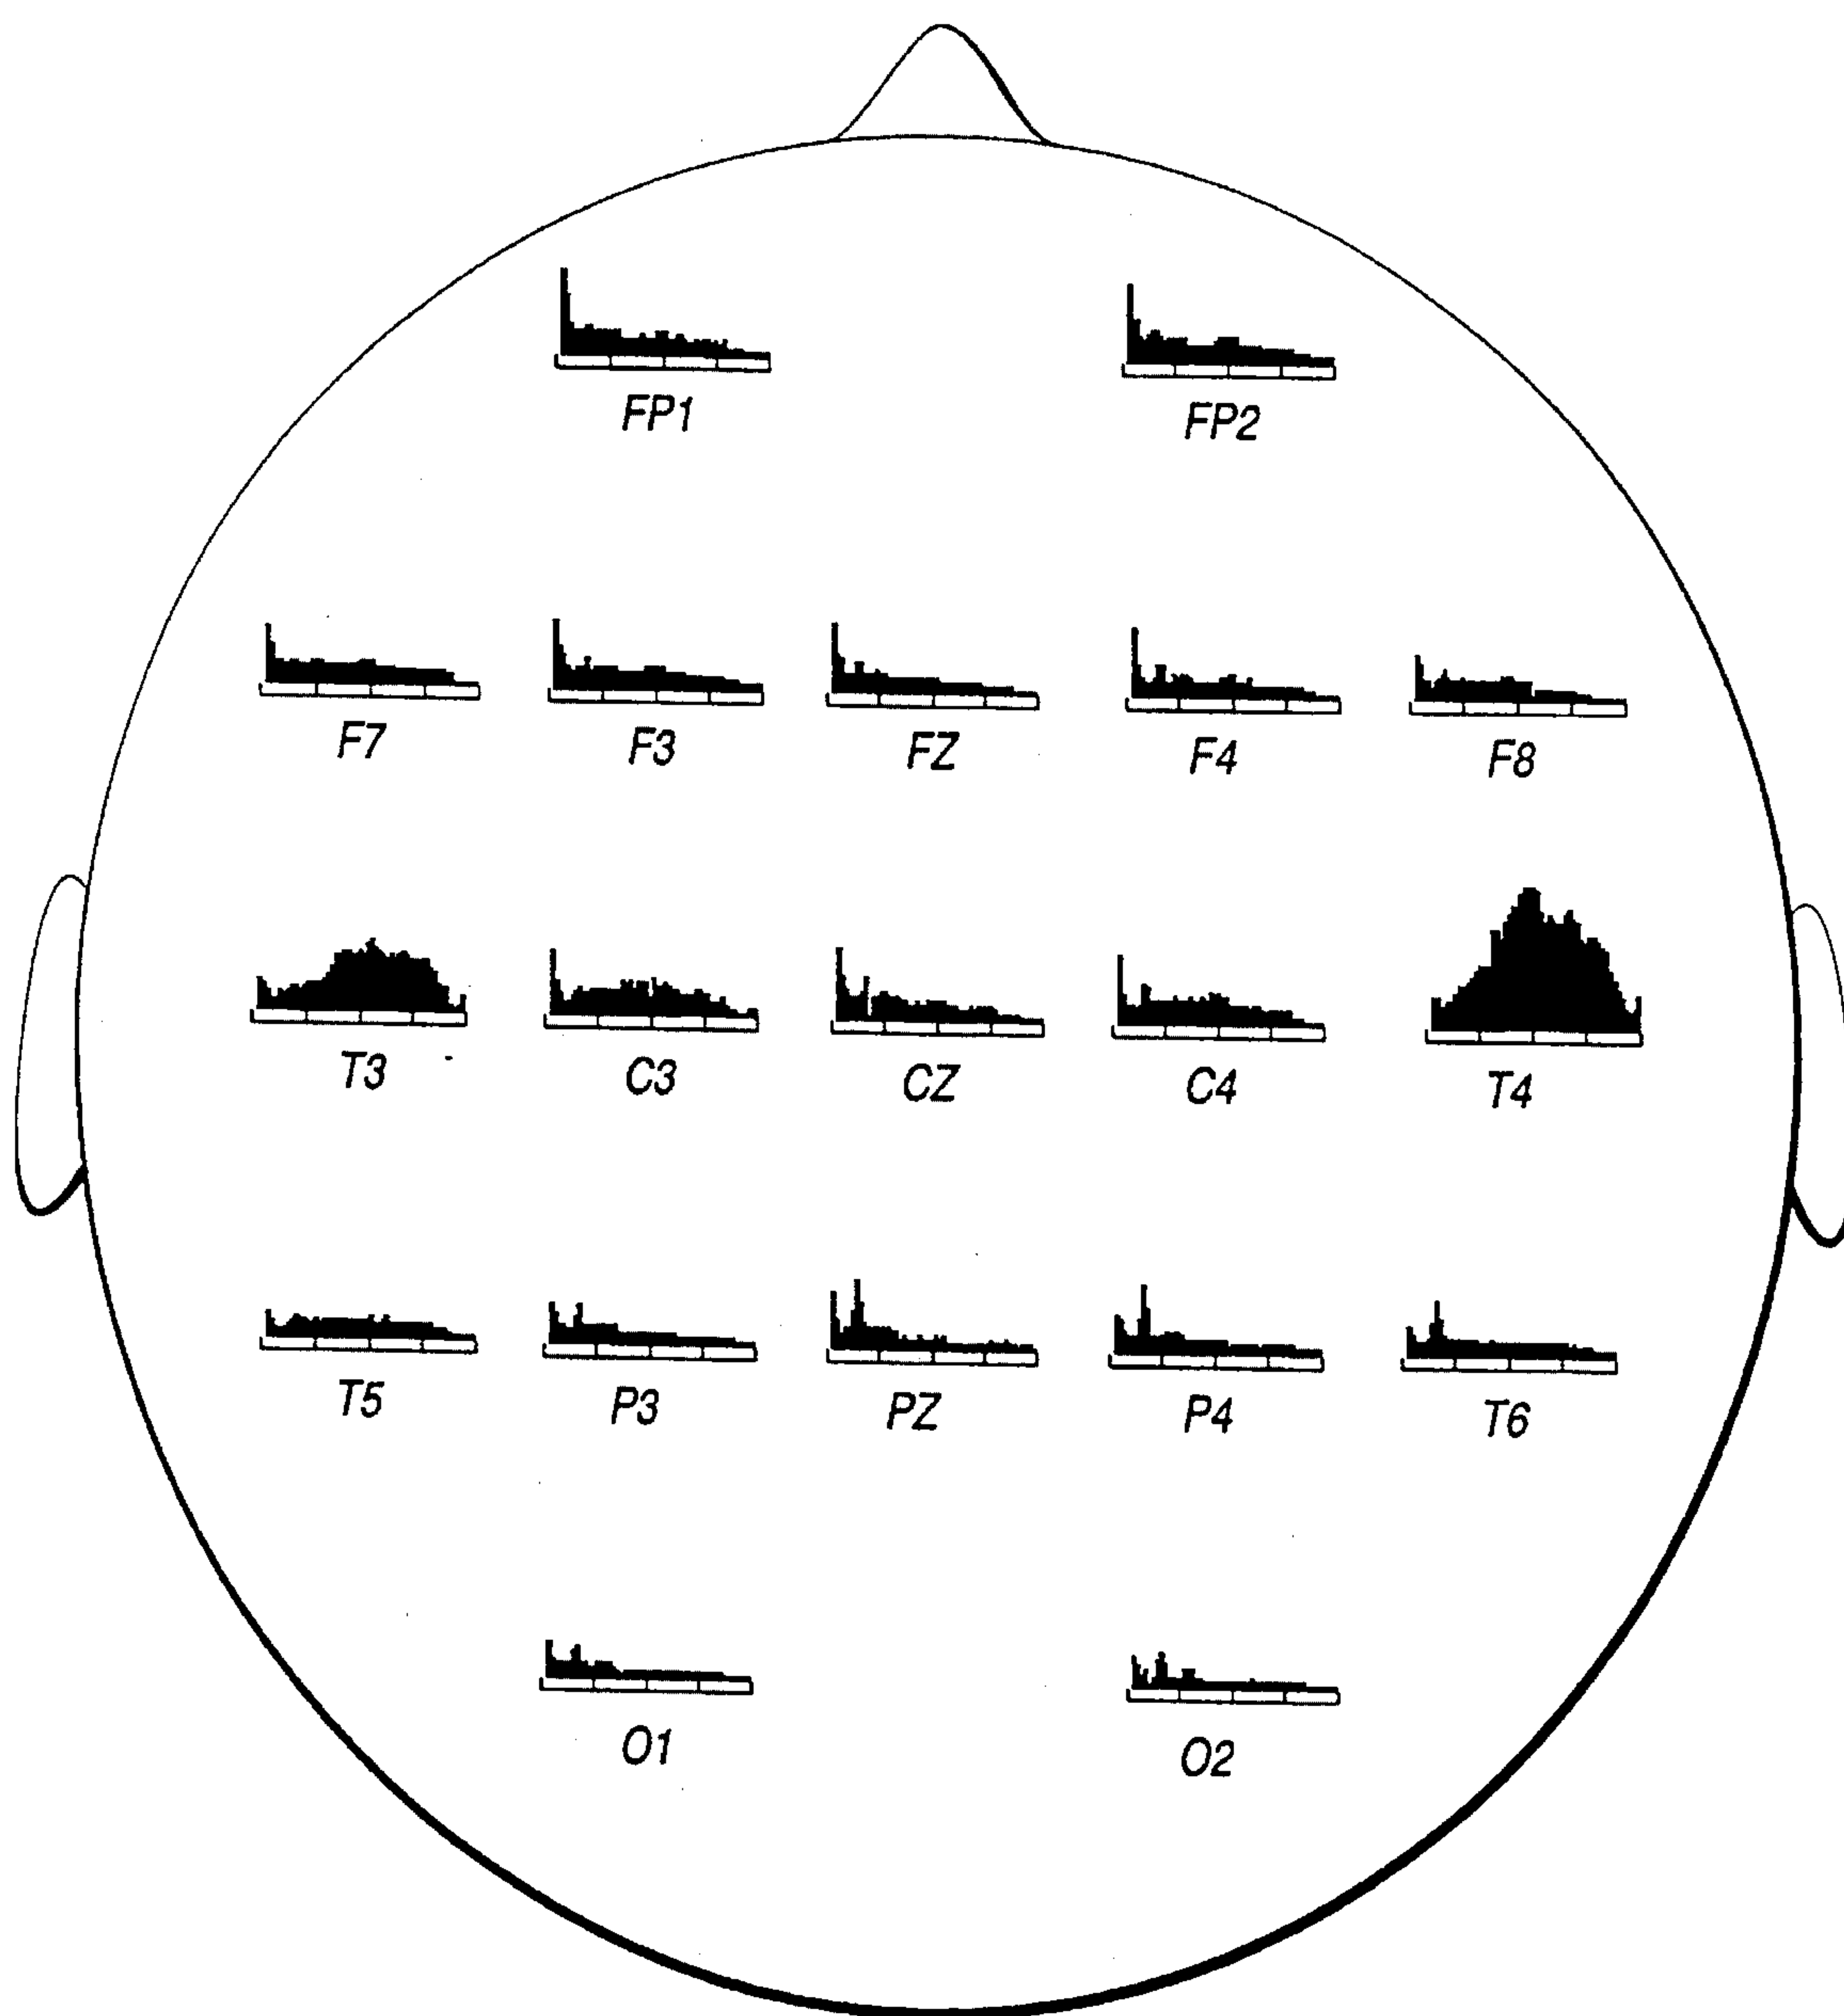 FP1 FP2
F7 F3 FZ F4 F8
T3 C3 CZ C4 T4
T5 P3 PZ P4 T6
O1 O2